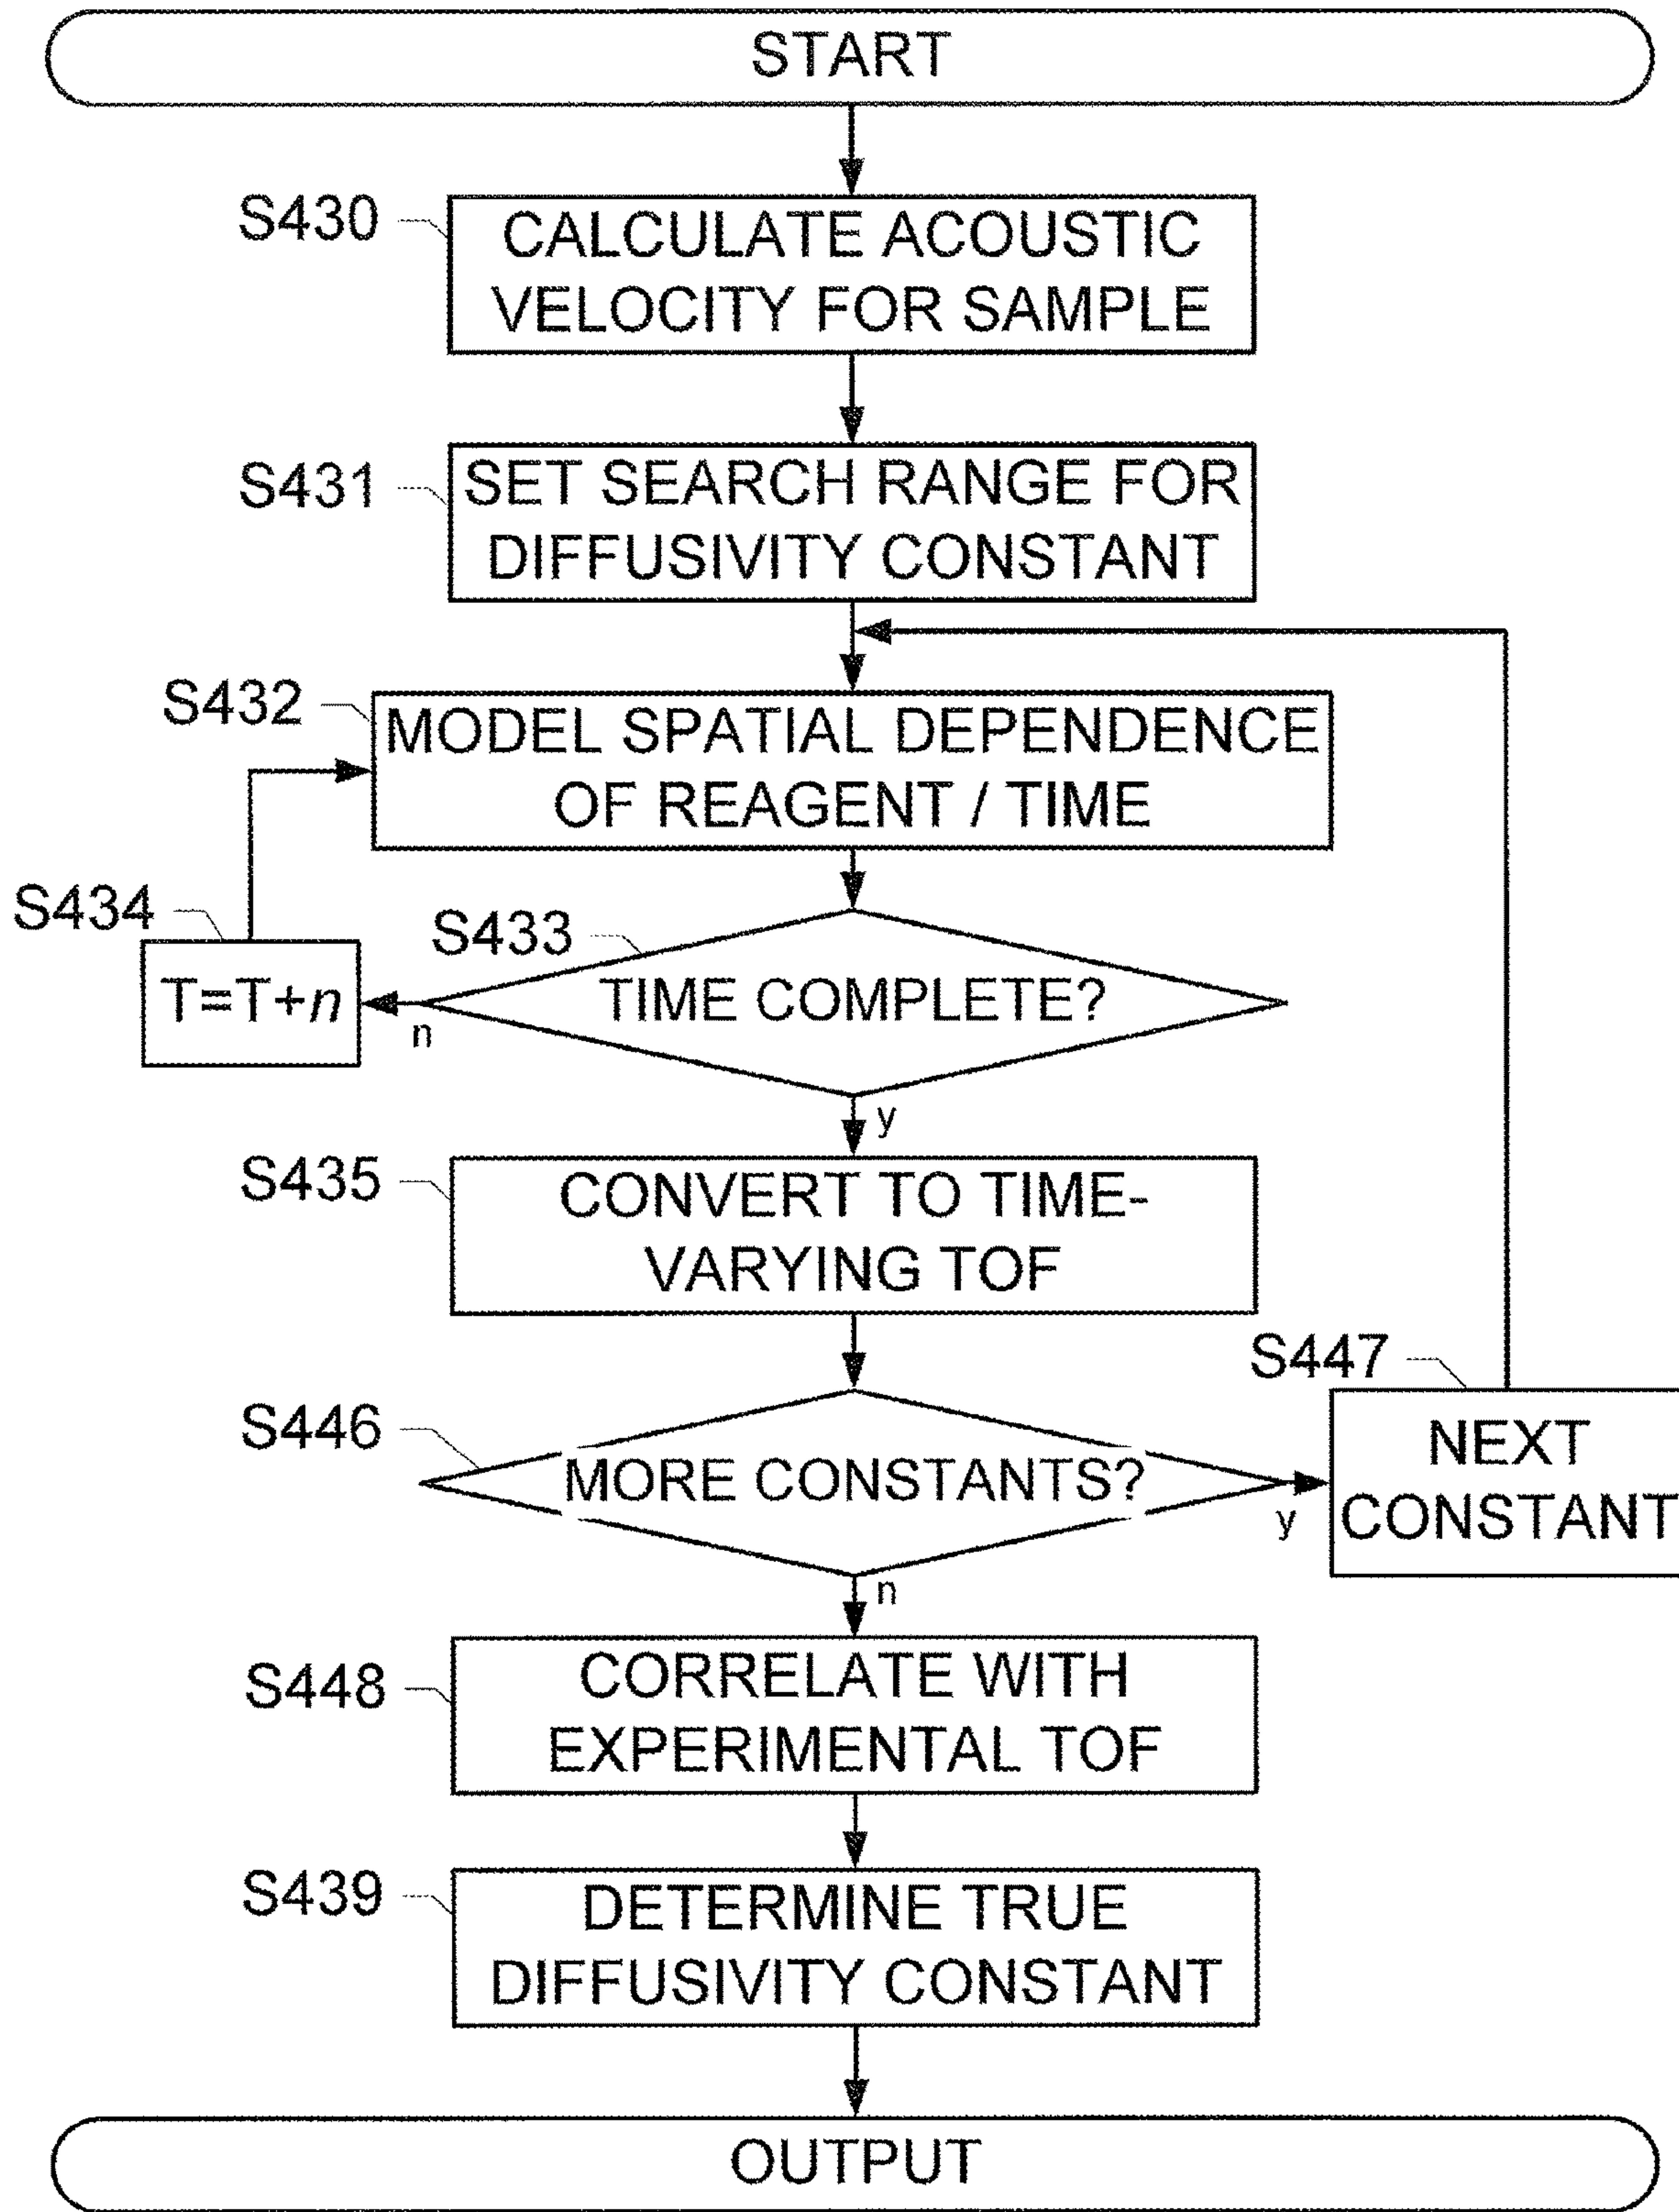 START
S430
CALCULATE ACOUSTIC
VELOCITY FOR SAMPLE
S431
SET SEARCH RANGE FOR
DIFFUSIVITY CONSTANT
S432
MODEL SPATIAL DEPENDENCE
OF REAGENT / TIME
S434
T=T+n
S433
TIME COMPLETE?
n
y
S435
CONVERT TO TIME-
VARYING TOF
S446
MORE CONSTANTS?
y
n
S447
NEXT
CONSTANT
S448
CORRELATE WITH
EXPERIMENTAL TOF
S439
DETERMINE TRUE
DIFFUSIVITY CONSTANT
OUTPUT